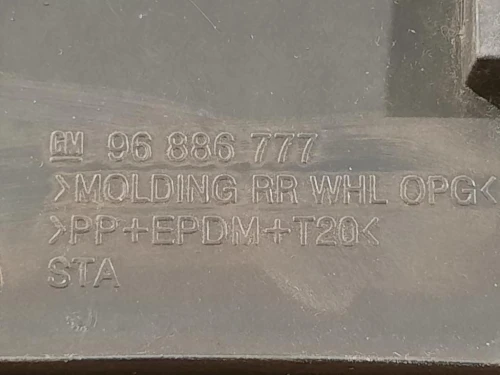 GM 96 886 777
>MOLDING RR WHL OPG<
>PP+EPDM+T20<
STA